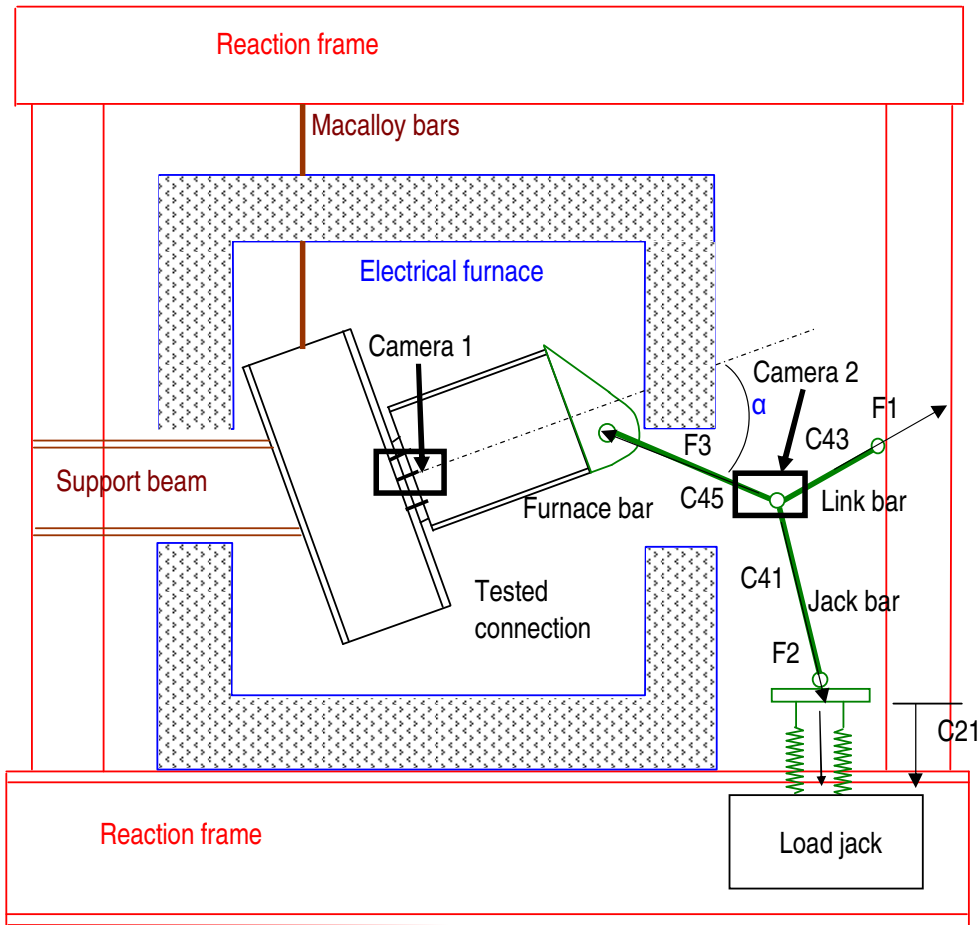 Reaction frame
Macalloy bars
Electrical furnace
Camera 1
Camera 2
α
F1
F3
C43
Support beam
C45
Link bar
Furnace bar
C41
Tested
connection
Jack bar
F2
C21
Reaction frame
Load jack